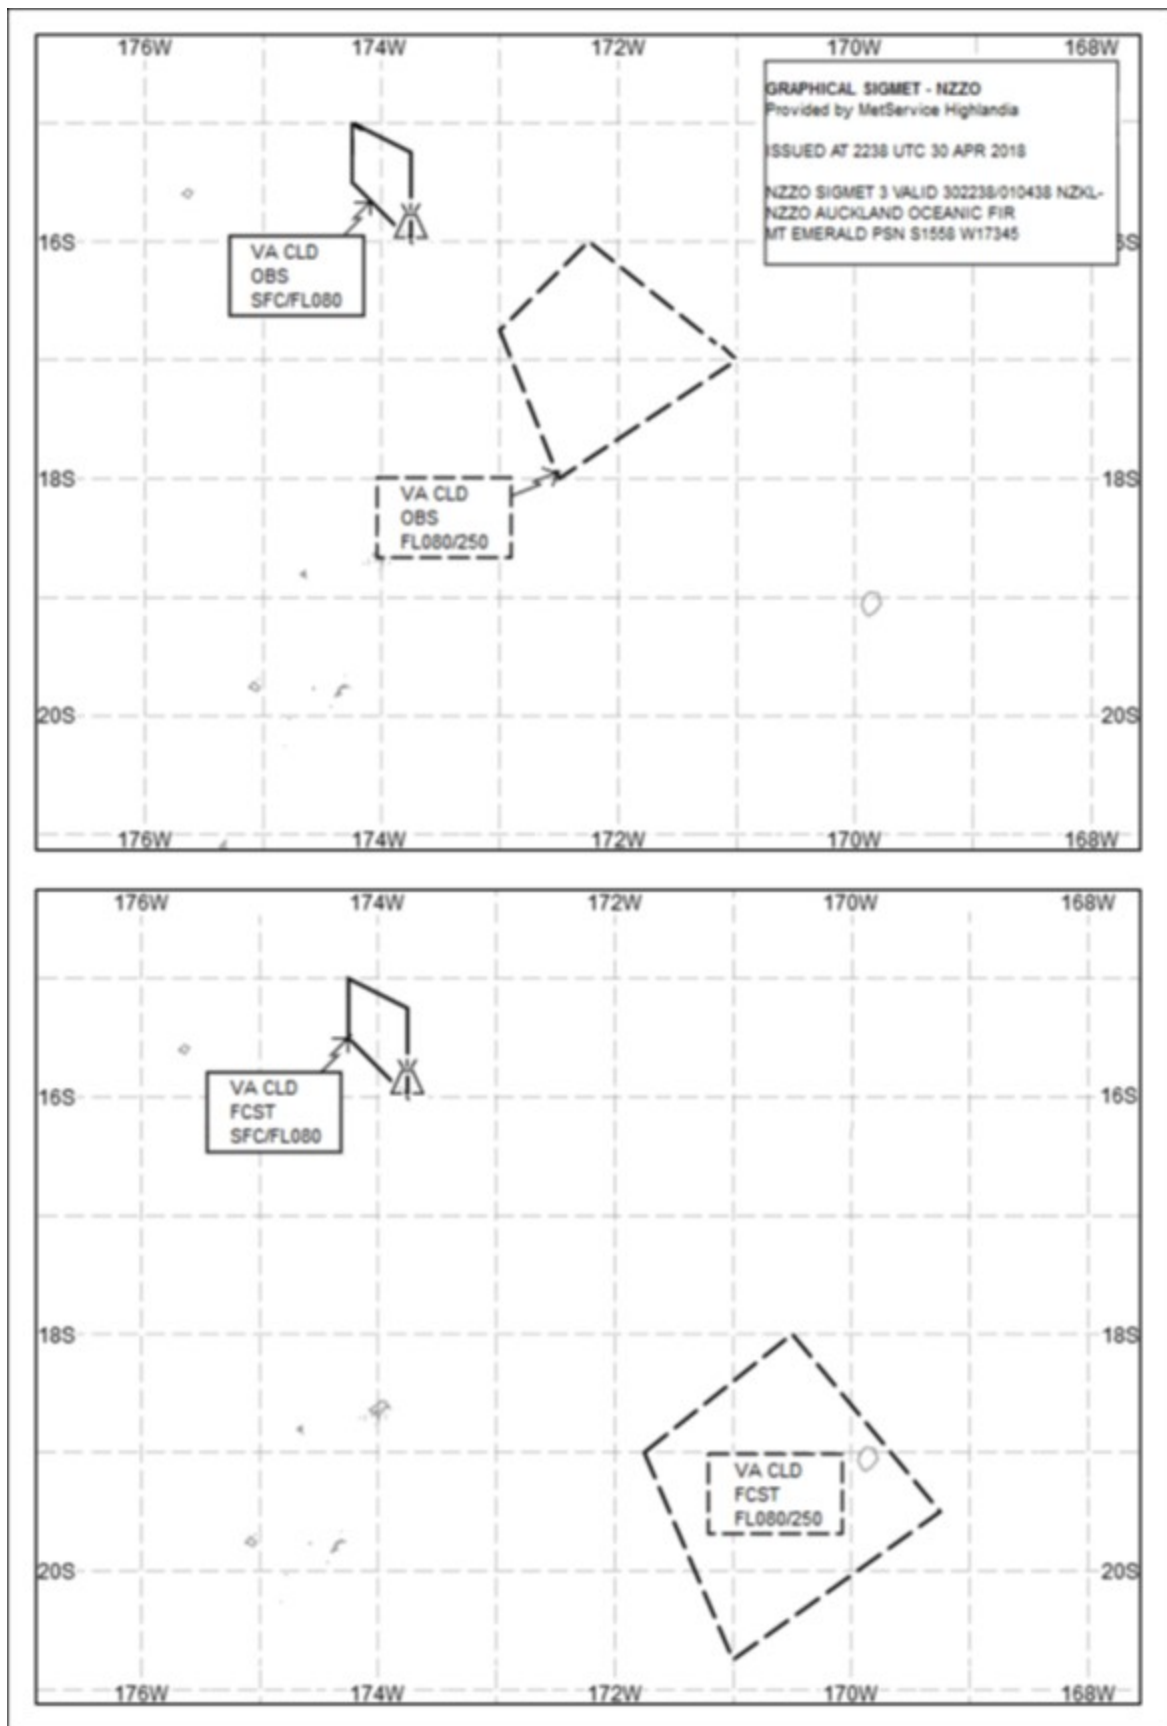 176W 174W 172W 170W 168W
GRAPHICAL SIGMET - NZZO
Provided by MetService Highlandia
ISSUED AT 2238 UTC 30 APR 2018
NZZO SIGMET 3 VALID 302238/010438 NZKL-
NZZO AUCKLAND OCEANIC FIR
MT EMERALD PSN S1558 W17345
16S 6S
VA CLD
OBS
SFC/FL080
18S 18S
VA CLD
OBS
FL080/250
20S 20S
176W 174W 172W 170W 168W
176W 174W 172W 170W 168W
VA CLD
FCST
SFC/FL080
16S 16S
18S 18S
VA CLD
FCST
FL080/250
20S 20S
176W 174W 172W 170W 168W